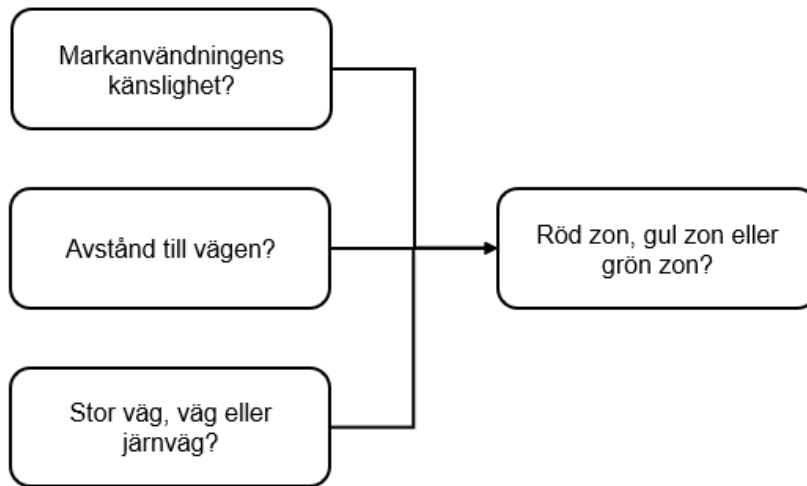 Markanvändningens
känslighet?
Avstånd till vägen?
Röd zon, gul zon eller
grön zon?
Stor väg, väg eller
järnväg?